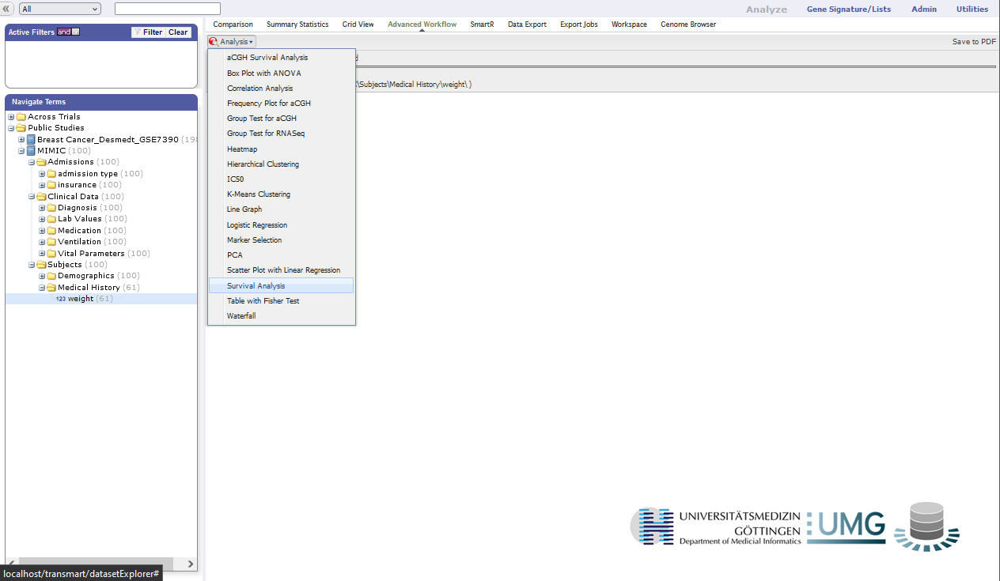 All
Analyze Gene Signature/Lists Admin Utilities
Active Filters and or Filter Clear
Comparison Summary Statistics Grid View Advanced Workflow SmartR Data Export Export Jobs Workspace Genome Browser
Analysis
Save to PDF
\Subjects\Medical History\weight\ )
aCGH Survival Analysis
Box Plot with ANOVA
Correlation Analysis
Frequency Plot for aCGH
Group Test for aCGH
Group Test for RNASeq
Heatmap
Hierarchical Clustering
IC50
K-Means Clustering
Line Graph
Logistic Regression
Marker Selection
PCA
Scatter Plot with Linear Regression
Survival Analysis
Table with Fisher Test
Waterfall
Navigate Terms
Across Trials
Public Studies
Breast Cancer_Desmedt_GSE7390
MIMIC (100)
Admissions (100)
admission type (100)
insurance (100)
Clinical Data (100)
Diagnosis (100)
Lab Values (100)
Medication (100)
Ventilation (100)
Vital Parameters (100)
Subjects (100)
Demographics (100)
Medical History (61)
123 weight (61)
localhost/transmart/datasetExplorer#
UNIVERSITÄTSMEDIZIN
GÖTTINGEN
Department of Medicial Informatics
UMG